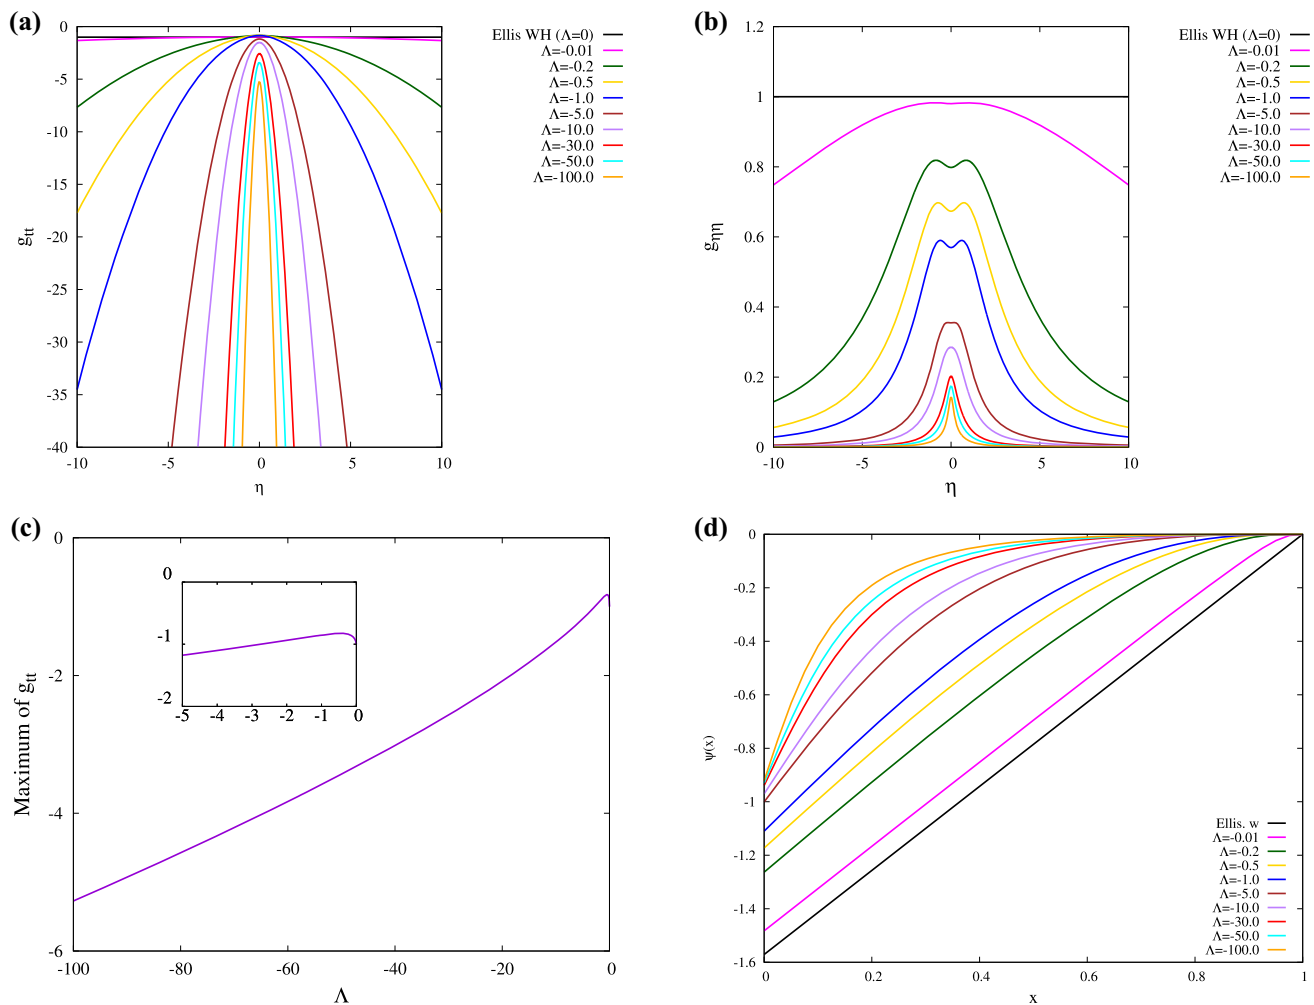 (a)
0
-5
-10
-15
-20
-25
-30
-35
-40
g_tt
-10
-5
0
5
10
η
Ellis WH (Λ=0)
Λ=-0.01
Λ=-0.2
Λ=-0.5
Λ=-1.0
Λ=-5.0
Λ=-10.0
Λ=-30.0
Λ=-50.0
Λ=-100.0
(b)
1.2
1
0.8
0.6
0.4
0.2
0
g_ηη
-10
-5
0
5
10
η
Ellis WH (Λ=0)
Λ=-0.01
Λ=-0.2
Λ=-0.5
Λ=-1.0
Λ=-5.0
Λ=-10.0
Λ=-30.0
Λ=-50.0
Λ=-100.0
(c)
0
-2
-4
-6
Maximum of g_tt
-100
-80
-60
-40
-20
0
Λ
0
-1
-2
-5
-4
-3
-2
-1
0
(d)
0
-0.2
-0.4
-0.6
-0.8
-1
-1.2
-1.4
-1.6
ψ(x)
0
0.2
0.4
0.6
0.8
1
x
Ellis. w
Λ=-0.01
Λ=-0.2
Λ=-0.5
Λ=-1.0
Λ=-5.0
Λ=-10.0
Λ=-30.0
Λ=-50.0
Λ=-100.0